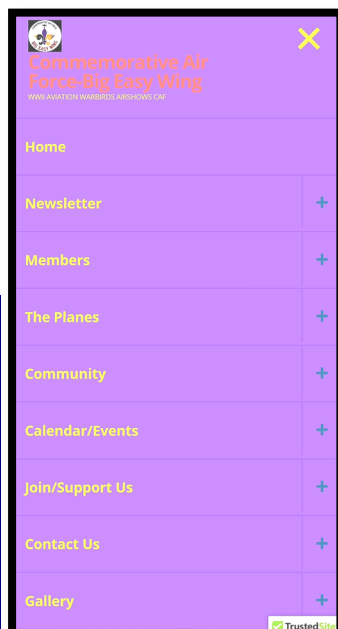 Commemorative Air
Force-Big Easy Wing
WWII AVIATION WARBIRDS AIRSHOWS CAF
Home
Newsletter
Members
The Planes
Community
Calendar/Events
Join/Support Us
Contact Us
Gallery
TrustedSite